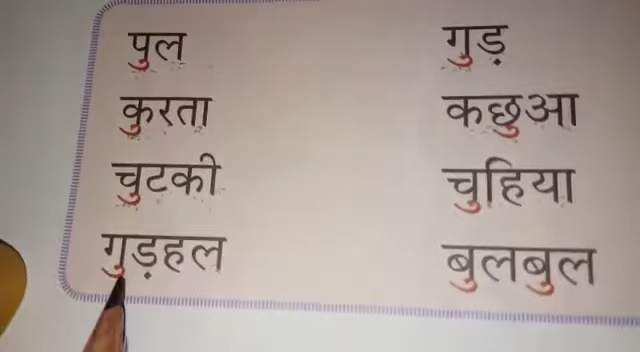 पुल गुड़
कुरता कछुआ
चुटकी चुहिया
गुड़हल बुलबुल